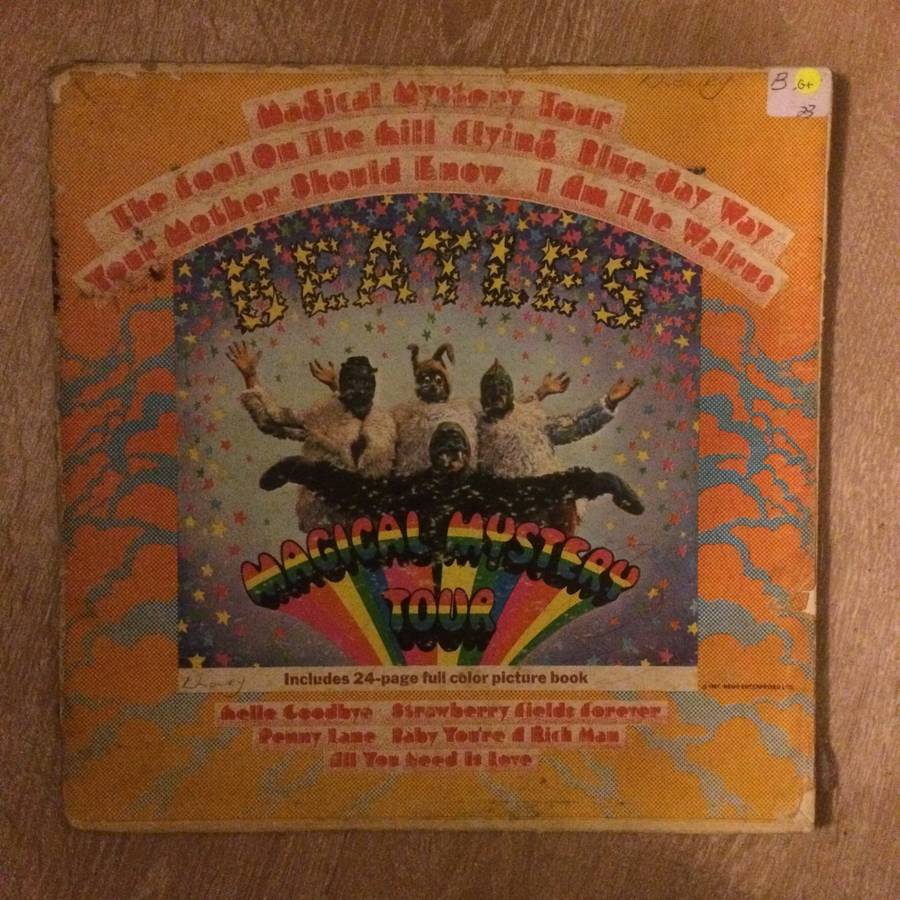 B G+
23
Magical Mystery Tour
The Fool On The Hill Flying Blue Jay Way
Your Mother Should Know I Am The Walrus
BEATLES
MAGICAL MYSTERY
TOUR
Includes 24-page full color picture book
Hello Goodbye Strawberry Fields Forever
Penny Lane Baby You're A Rich Man
All You Need Is Love